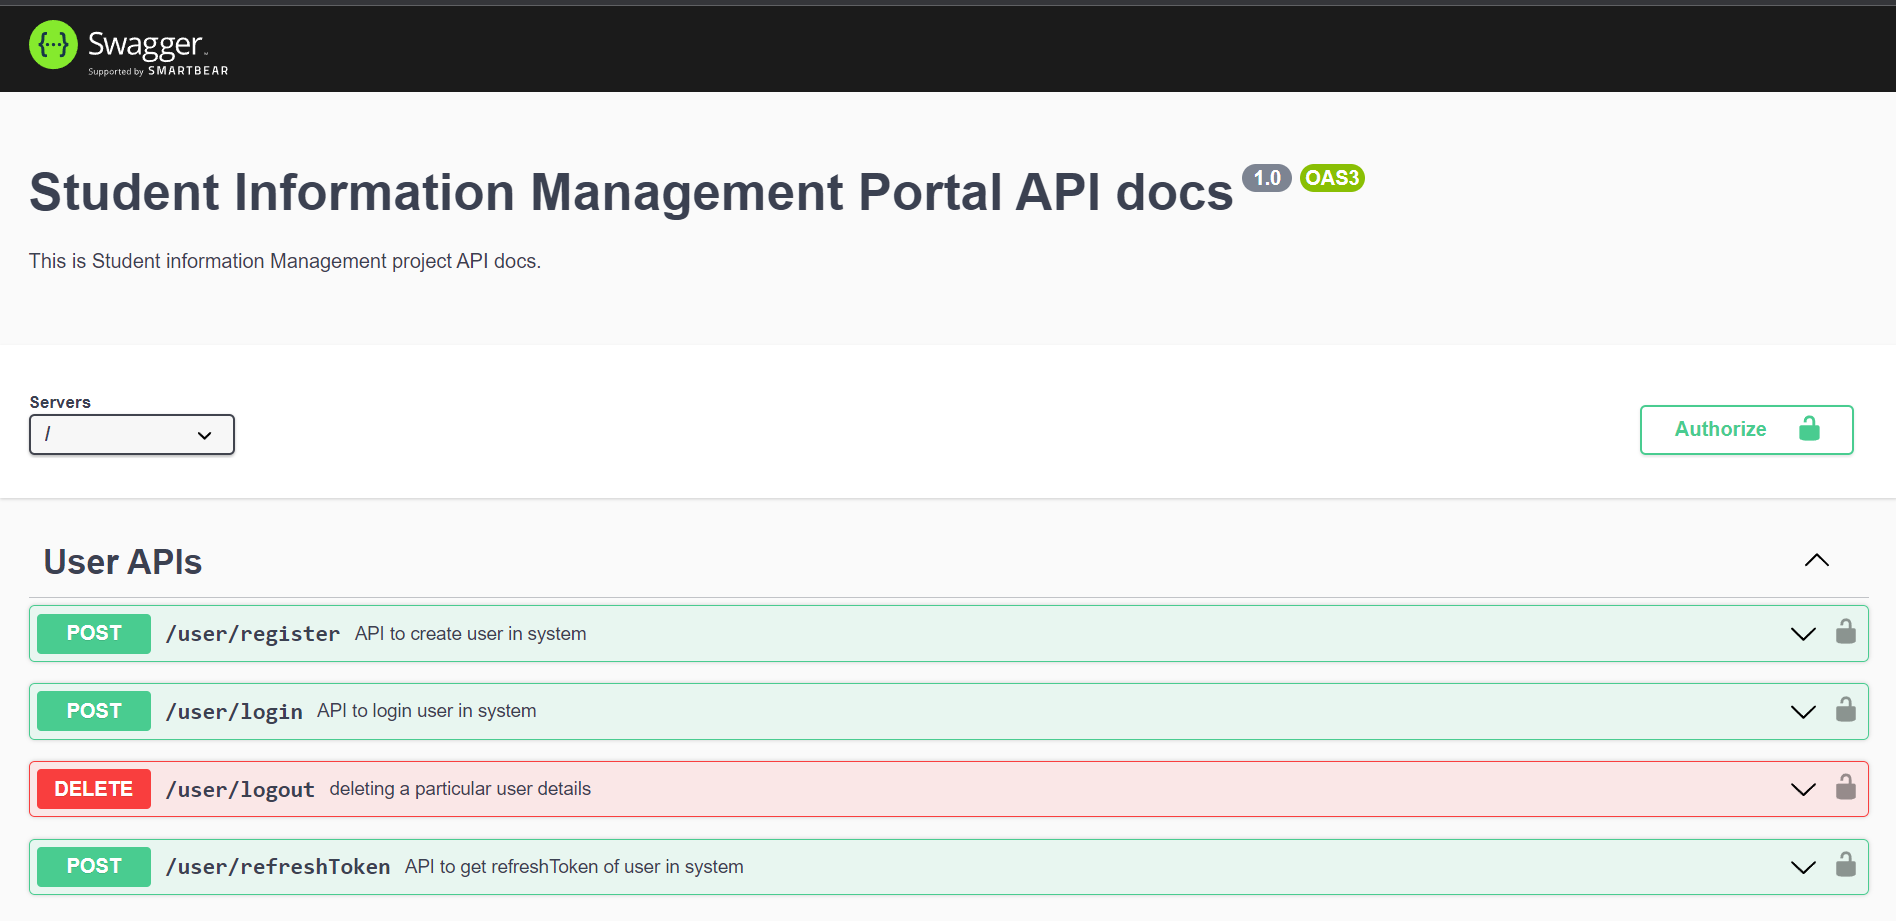 {···} Swagger™
Supported by SMARTBEAR
Student Information Management Portal API docs 1.0 OAS3
This is Student information Management project API docs.
Servers
/
Authorize
User APIs
POST /user/register API to create user in system
POST /user/login API to login user in system
DELETE /user/logout deleting a particular user details
POST /user/refreshToken API to get refreshToken of user in system